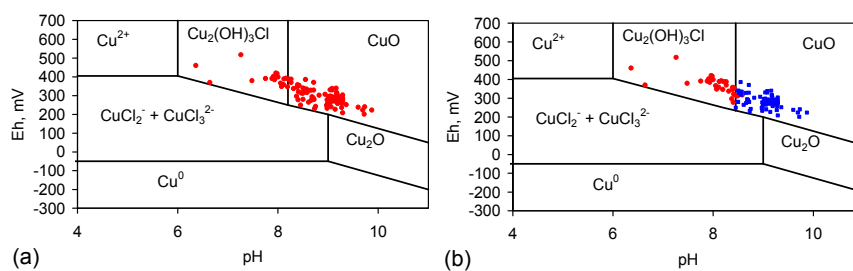 700
600
500
400
300
200
100
0
-100
-200
-300
Eh, mV
Cu²⁺
Cu₂(OH)₃Cl
CuO
CuCl₂⁻ + CuCl₃²⁻
Cu₂O
Cu⁰
4 6 8 10
pH
(a)
700
600
500
400
300
200
100
0
-100
-200
-300
Eh, mV
Cu²⁺
Cu₂(OH)₃Cl
CuO
CuCl₂⁻ + CuCl₃²⁻
Cu₂O
Cu⁰
4 6 8 10
pH
(b)